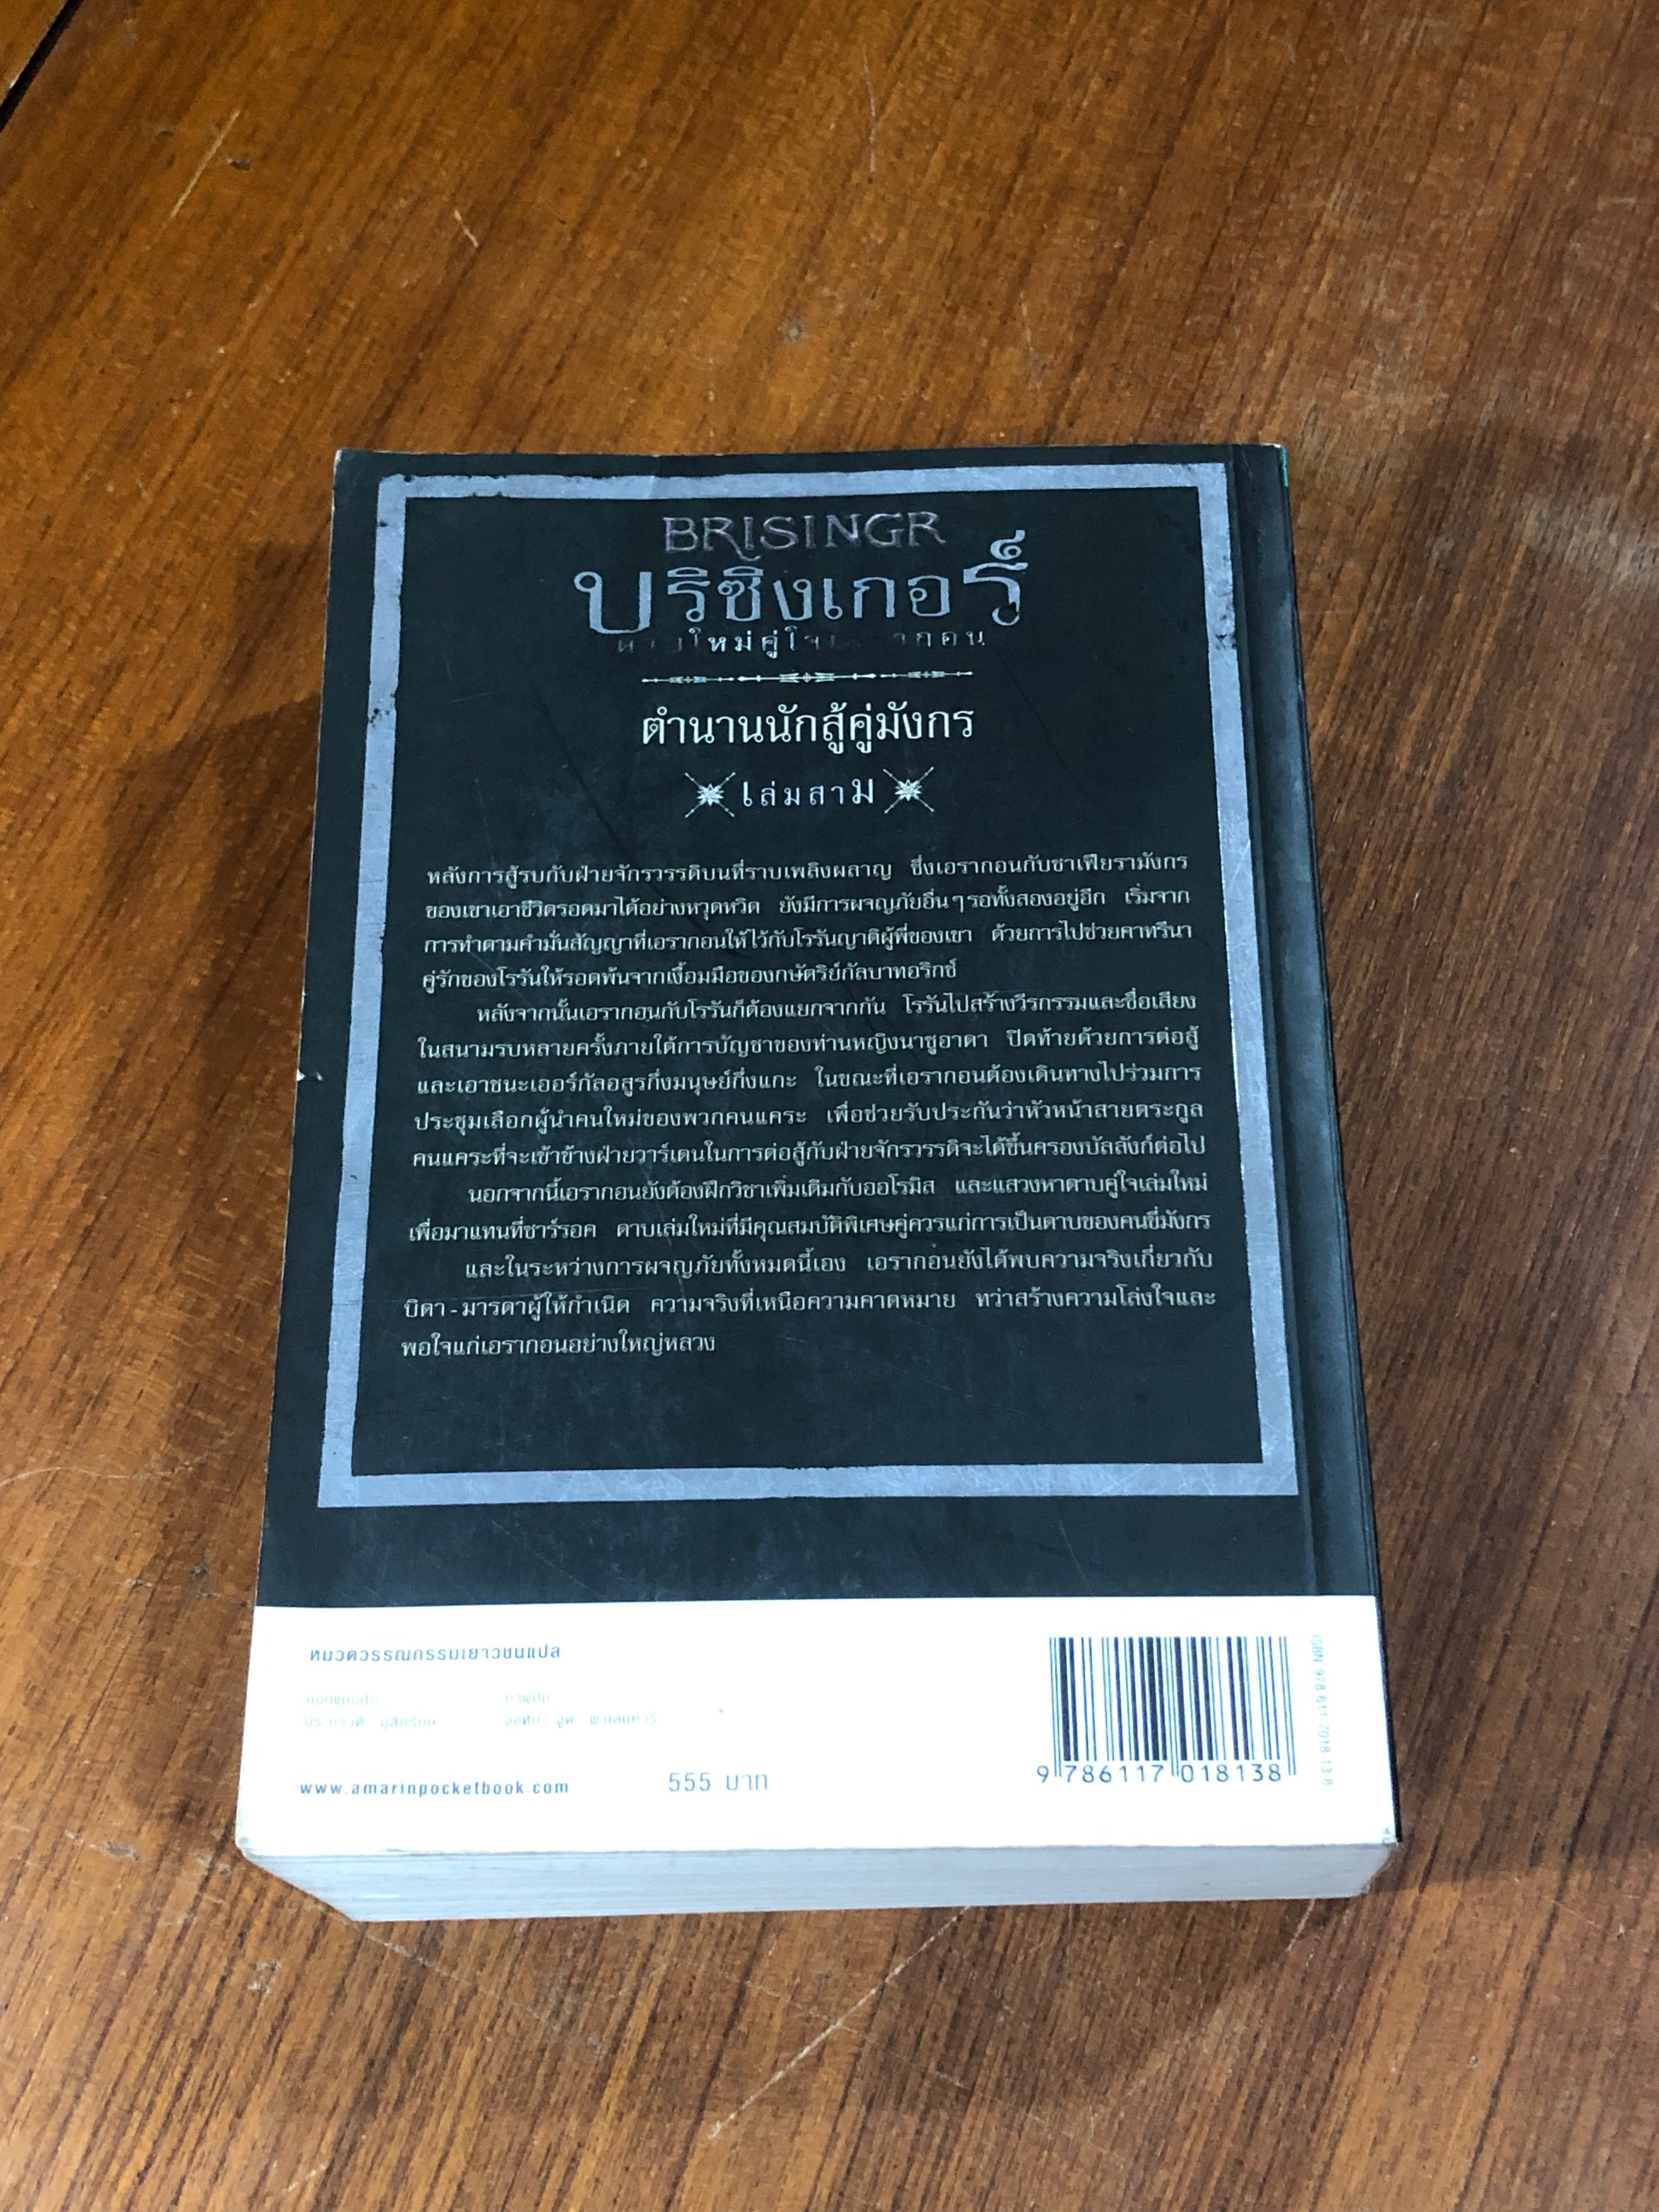 BRISINGR
บริซิงเกอร์
ใหม่คู่ใจ
ตำนานนักสู้คู่มังกร
เล่มสาม
หลังการสู้รบกับฝ่ายจักรวรรดิบนที่ราบเพลิงผลาญ ซึ่งเอรากอนกับซาเฟียรามังกร
ของเขาเอาชีวิตรอดมาได้อย่างหวุดหวิด ยังมีการผจญภัยอื่นๆรอทั้งสองอยู่อีก เริ่มจาก
การทำตามคำมั่นสัญญาที่เอรากอนให้ไว้กับโรรันญาติผู้พี่ของเขา ด้วยการไปช่วยคาทรีนา
คู่รักของโรรันให้รอดพ้นจากเงื้อมมือของกษัตริย์กัลบาทอริกซ์
หลังจากนั้นเอรากอนกับโรรันก็ต้องแยกจากกัน โรรันไปสร้างวีรกรรมและชื่อเสียง
ในสนามรบหลายครั้งภายใต้การบัญชาของท่านหญิงนาซูอาดา ปิดท้ายด้วยการต่อสู้
และเอาชนะเออร์กัลอสูรกึ่งมนุษย์กึ่งแกะ ในขณะที่เอรากอนต้องเดินทางไปร่วมการ
ประชุมเลือกผู้นำคนใหม่ของพวกคนแคระ เพื่อช่วยรับประกันว่าหัวหน้าสายตระกูล
คนแคระที่จะเข้าข้างฝ่ายวาร์เดนในการต่อสู้กับฝ่ายจักรวรรดิจะได้ขึ้นครองบัลลังก์ต่อไป
นอกจากนี้เอรากอนยังต้องฝึกวิชาเพิ่มเติมกับออโรมิส และแสวงหาดาบคู่ใจเล่มใหม่
เพื่อมาแทนที่ซาร์รอค ดาบเล่มใหม่ที่มีคุณสมบัติพิเศษคู่ควรแก่การเป็นดาบของคนขี่มังกร
และในระหว่างการผจญภัยทั้งหมดนี้เอง เอรากอนยังได้พบความจริงเกี่ยวกับ
บิดา-มารดาผู้ให้กำเนิด ความจริงที่เหนือความคาดหมาย ทว่าสร้างความโล่งใจและ
พอใจแก่เอรากอนอย่างใหญ่หลวง
หมวดวรรณกรรมเยาวชนแปล
ออกแบบปก ภาพปก
www.amarinpocketbook.com 555 บาท
9 786117 018138
ISBN 978 611 7018 13 8